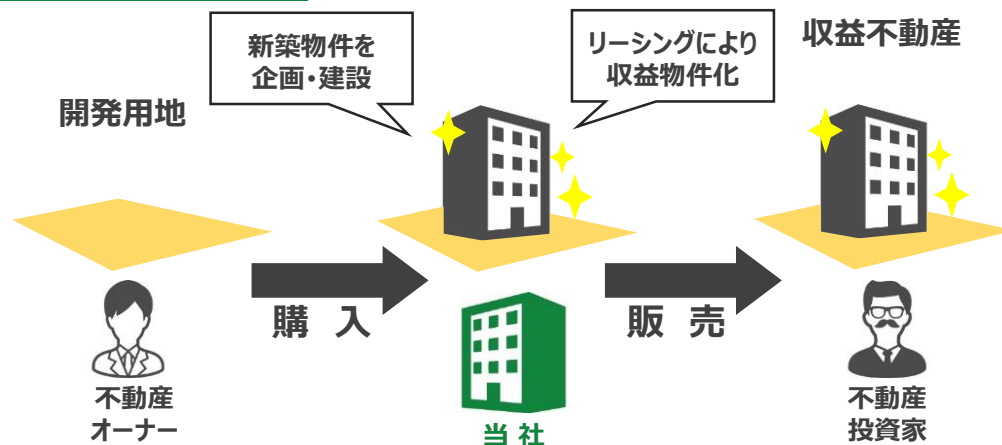 新築物件を
企画・建設
リーシングにより
収益物件化
収益不動産
開発用地
購 入
販 売
不動産
オーナー
当 社
不動産
投資家